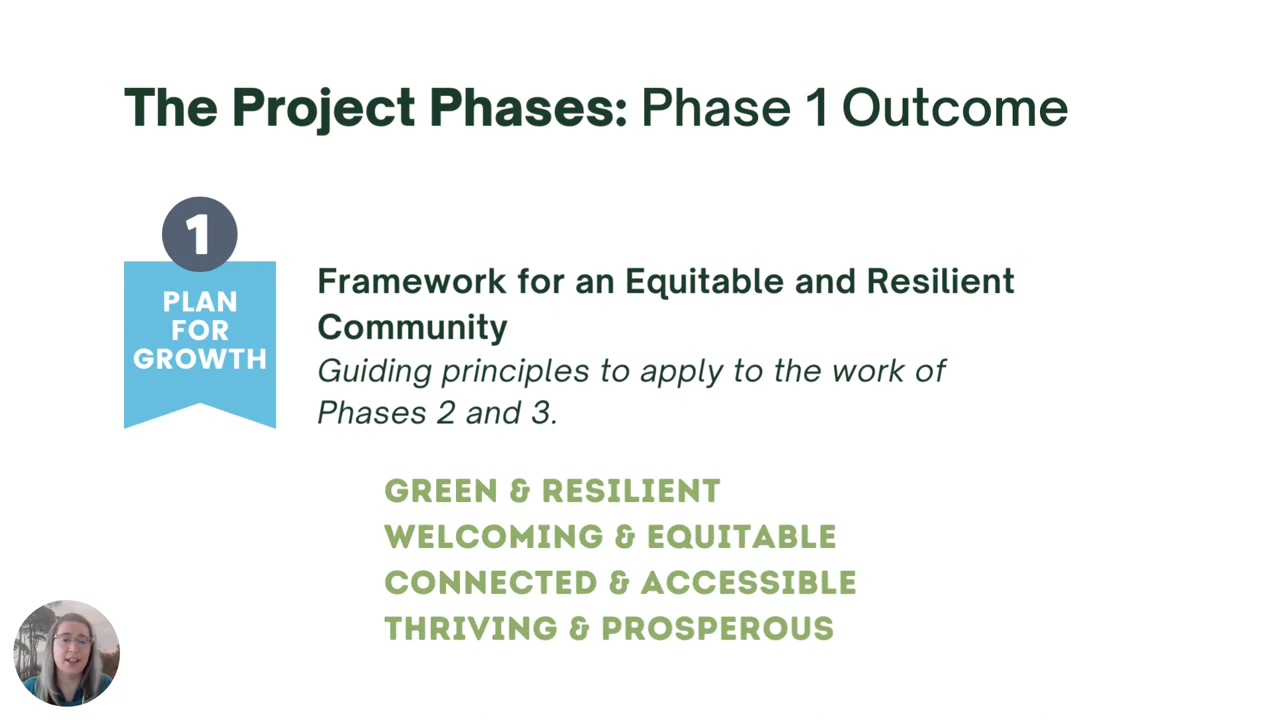 The Project Phases: Phase 1 Outcome
1
PLAN
FOR
GROWTH
Framework for an Equitable and Resilient
Community
Guiding principles to apply to the work of
Phases 2 and 3.
GREEN & RESILIENT
WELCOMING & EQUITABLE
CONNECTED & ACCESSIBLE
THRIVING & PROSPEROUS